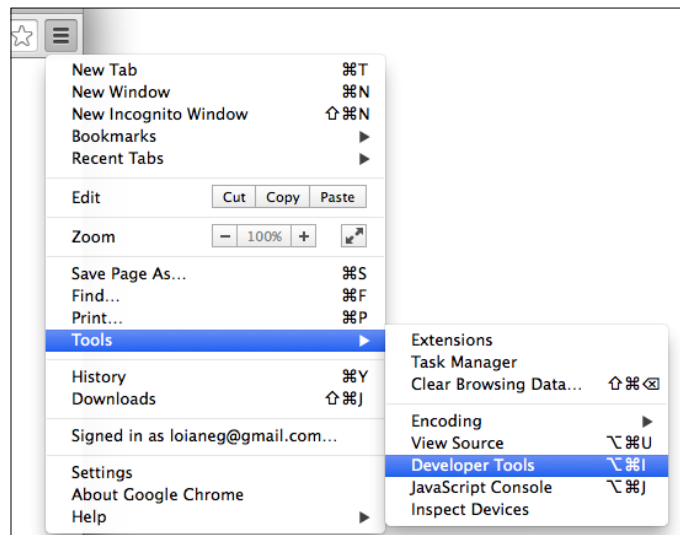 New Tab ⌘T
New Window ⌘N
New Incognito Window ⇧⌘N
Bookmarks ▶
Recent Tabs ▶
Edit Cut Copy Paste
Zoom − 100% +
Save Page As... ⌘S
Find... ⌘F
Print... ⌘P
Tools ▶
History ⌘Y
Downloads ⇧⌘J
Signed in as loianeg@gmail.com...
Settings
About Google Chrome
Help ▶
Extensions
Task Manager
Clear Browsing Data... ⇧⌘⌫
Encoding ▶
View Source ⌥⌘U
Developer Tools ⌥⌘I
JavaScript Console ⌥⌘J
Inspect Devices